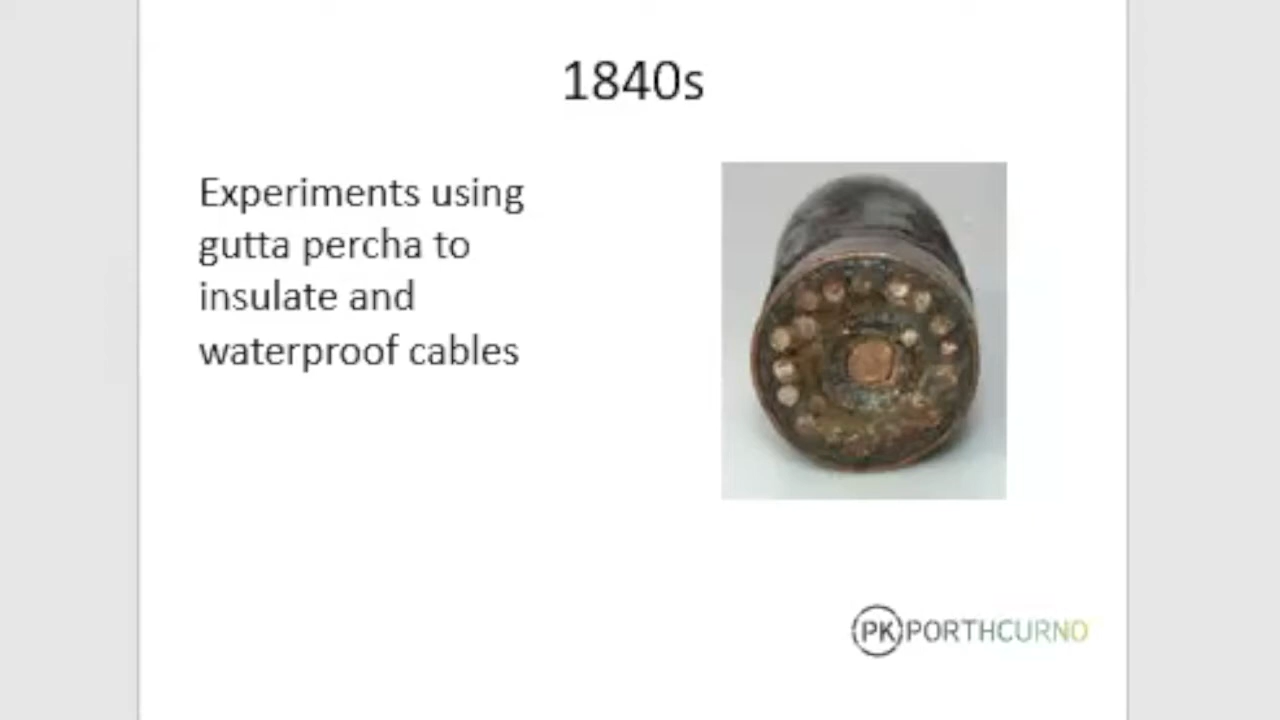 1840s
Experiments using
gutta percha to
insulate and
waterproof cables
PK PORTHCURNO